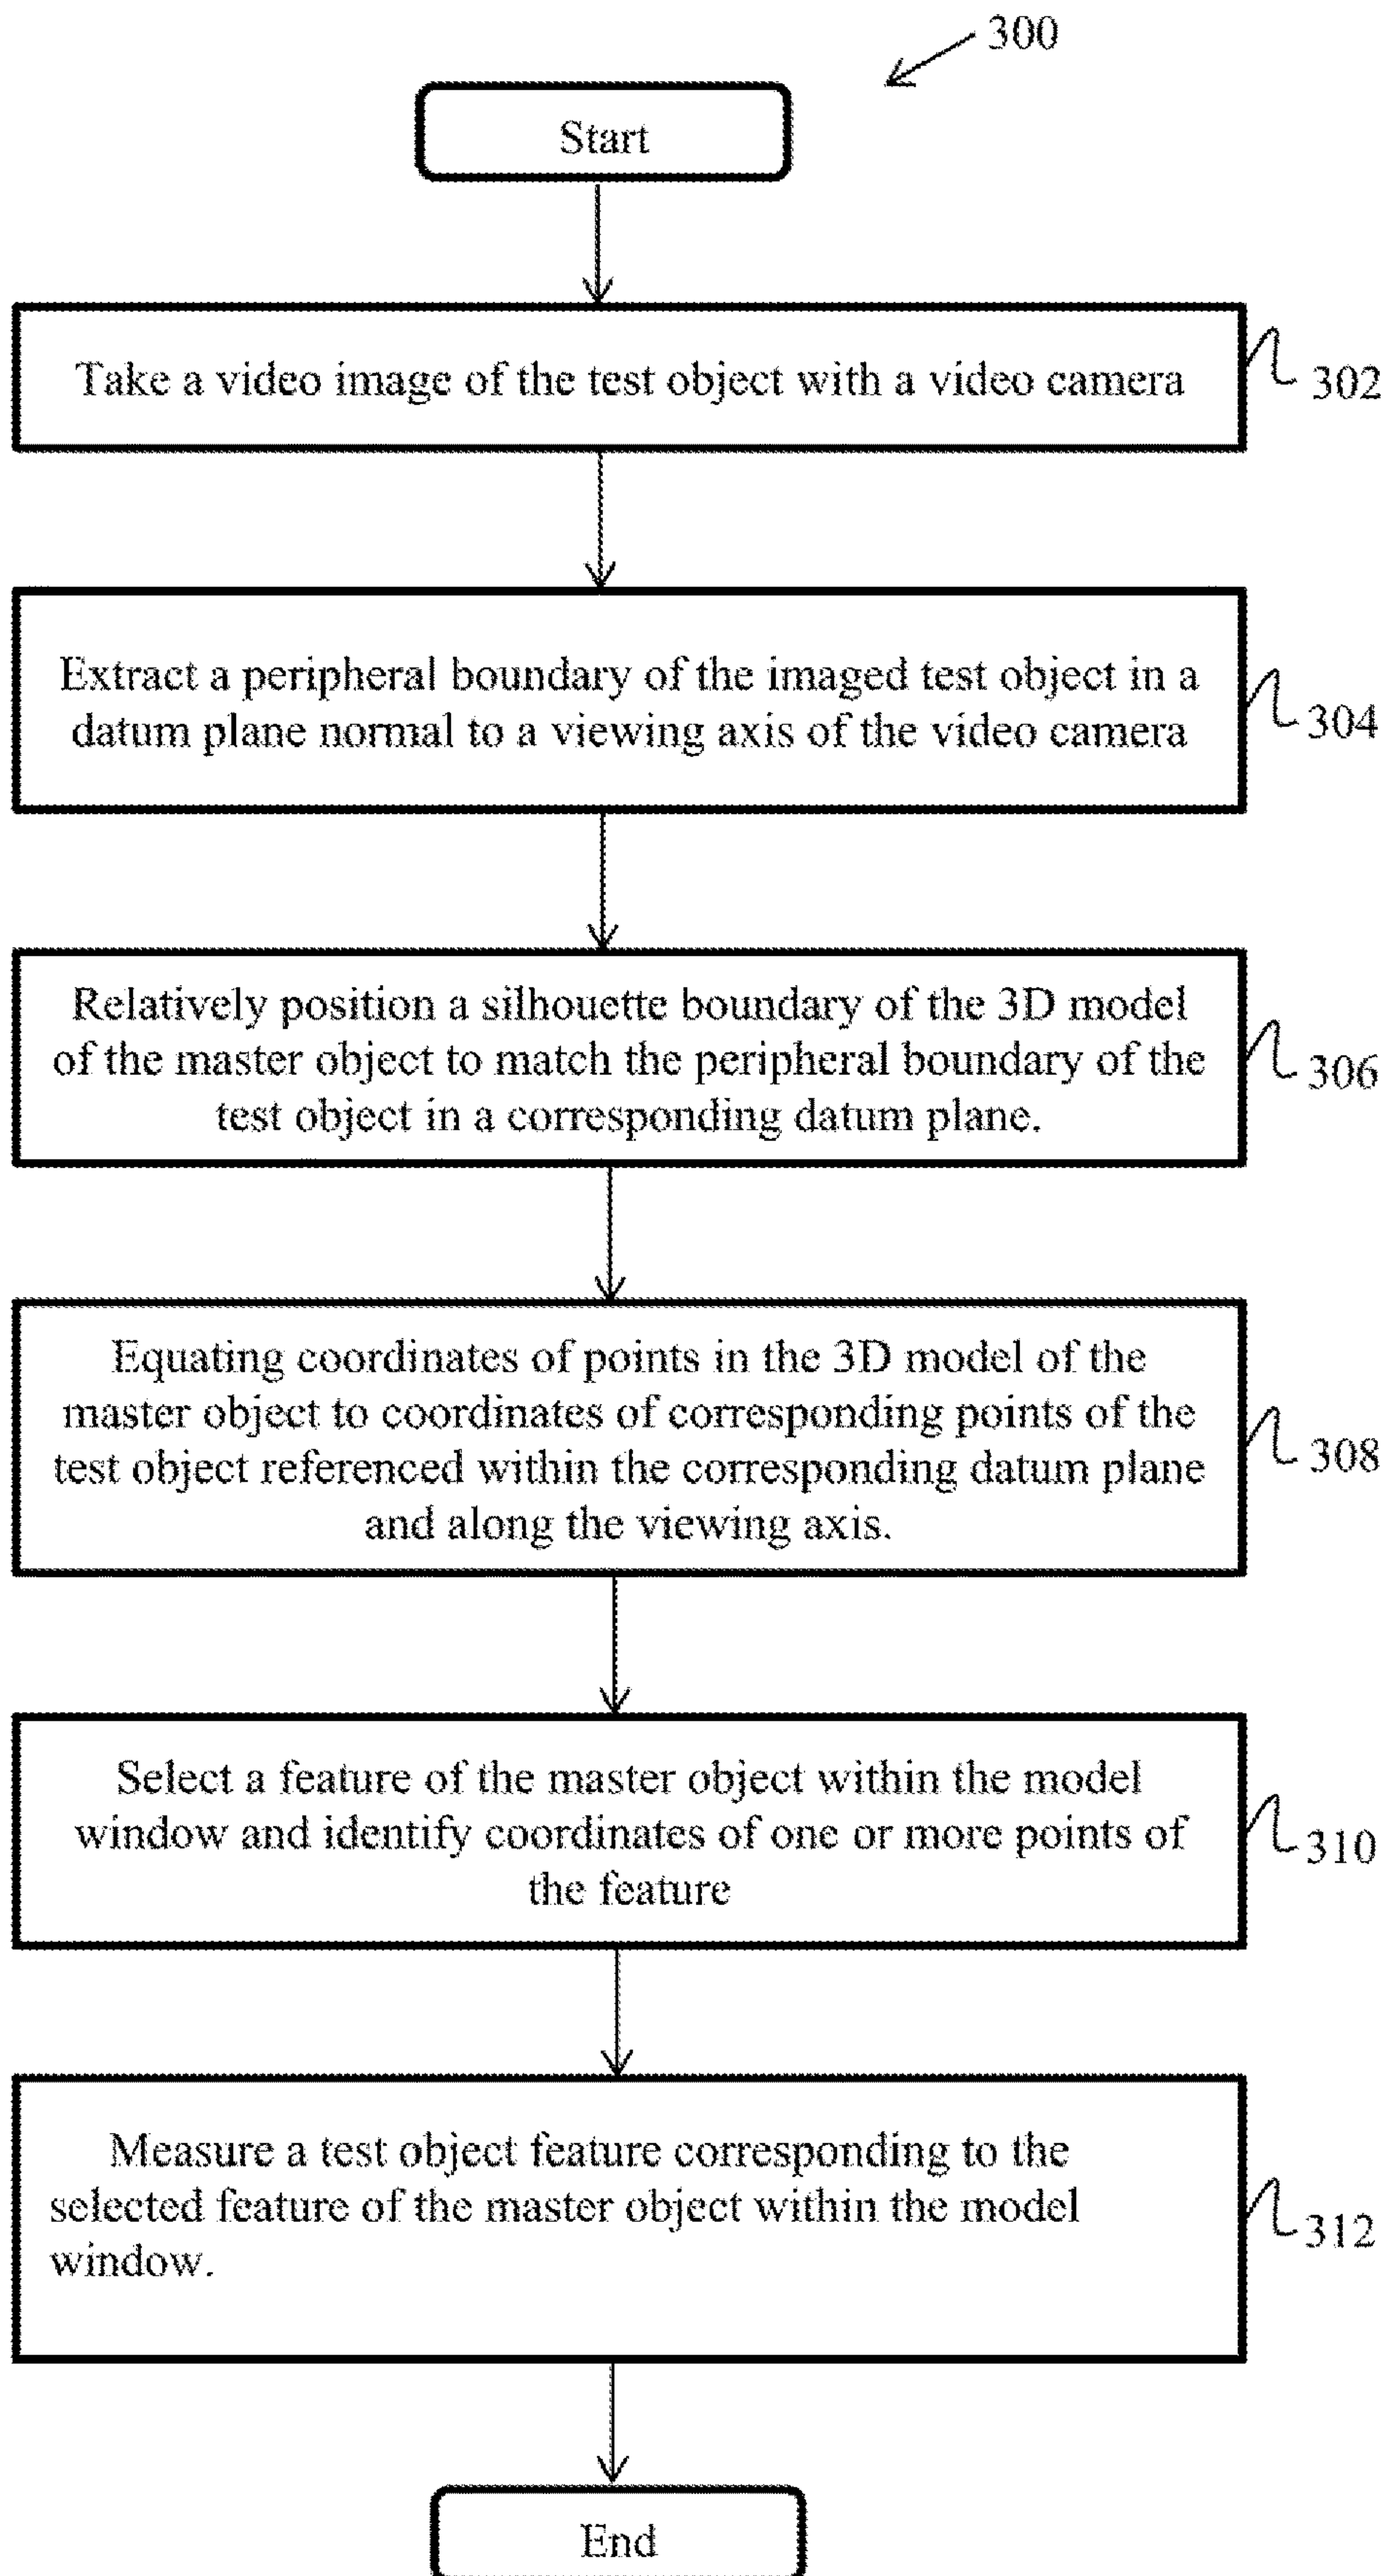 300
Start
Take a video image of the test object with a video camera
302
Extract a peripheral boundary of the imaged test object in a
datum plane normal to a viewing axis of the video camera
304
Relatively position a silhouette boundary of the 3D model
of the master object to match the peripheral boundary of the
test object in a corresponding datum plane.
306
Equating coordinates of points in the 3D model of the
master object to coordinates of corresponding points of the
test object referenced within the corresponding datum plane
and along the viewing axis.
308
Select a feature of the master object within the model
window and identify coordinates of one or more points of
the feature
310
Measure a test object feature corresponding to the
selected feature of the master object within the model
window.
312
End